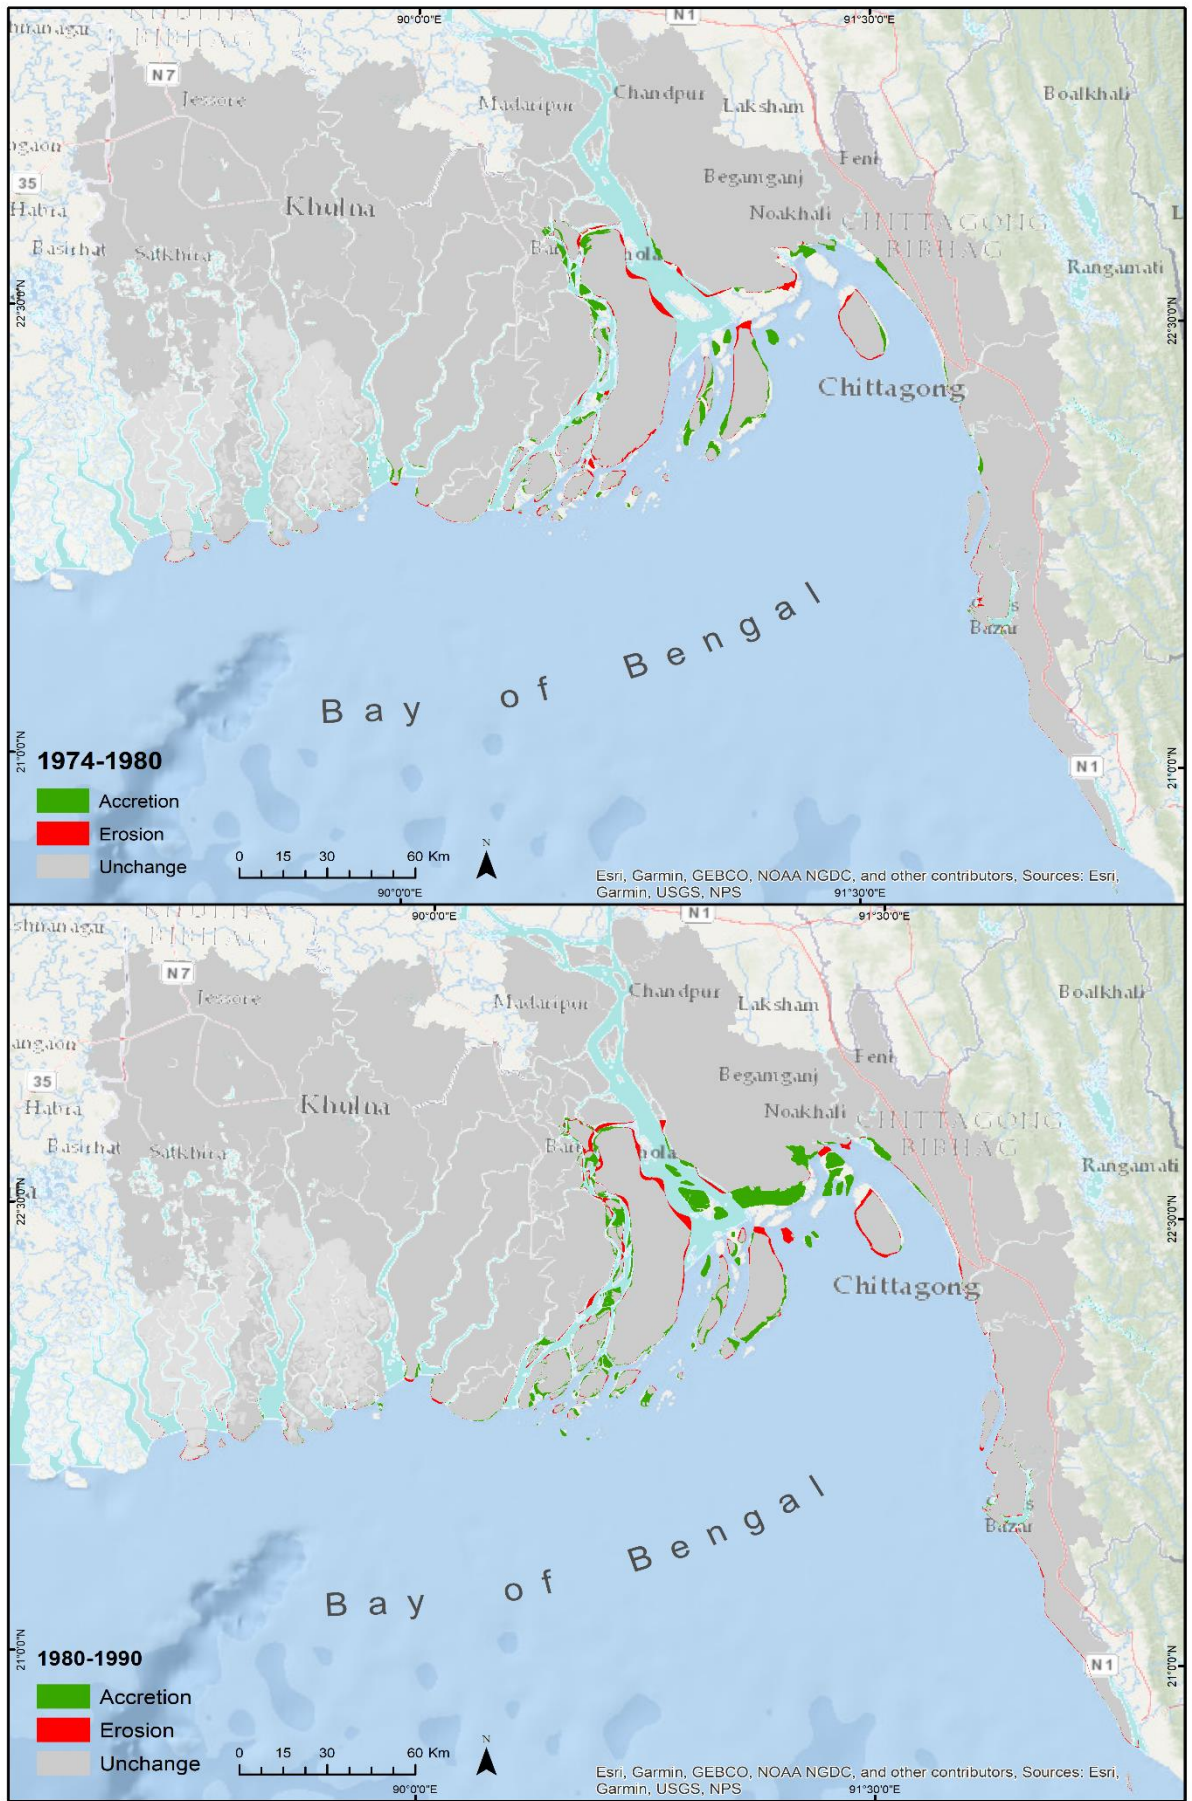 90°0'0"E
N1
91°30'0"E
BIBHAG
N7
Jessore
Madaripur
Chandpur
Laksham
Boalkhali
Feni
35
Habra
Khulna
Begamganj
Noakhali
CHITTAGONG
BIBHAG
Basirhat
Satkhira
Rangamati
22°30'0"N
22°30'0"N
Chittagong
Bazar
Bay of Bengal
21°0'0"N
21°0'0"N
N1
1974-1980
Accretion
Erosion
Unchange
0 15 30 60 Km
N
Esri, Garmin, GEBCO, NOAA NGDC, and other contributors, Sources: Esri,
Garmin, USGS, NPS
90°0'0"E
91°30'0"E
90°0'0"E
N1
91°30'0"E
BIBHAG
N7
Jessore
Madaripur
Chandpur
Laksham
Boalkhali
angaon
Feni
35
Habra
Khulna
Begamganj
Noakhali
CHITTAGONG
BIBHAG
Basirhat
Satkhira
Rangamati
22°30'0"N
22°30'0"N
Chittagong
Bazar
Bay of Bengal
21°0'0"N
21°0'0"N
N1
1980-1990
Accretion
Erosion
Unchange
0 15 30 60 Km
N
Esri, Garmin, GEBCO, NOAA NGDC, and other contributors, Sources: Esri,
Garmin, USGS, NPS
90°0'0"E
91°30'0"E